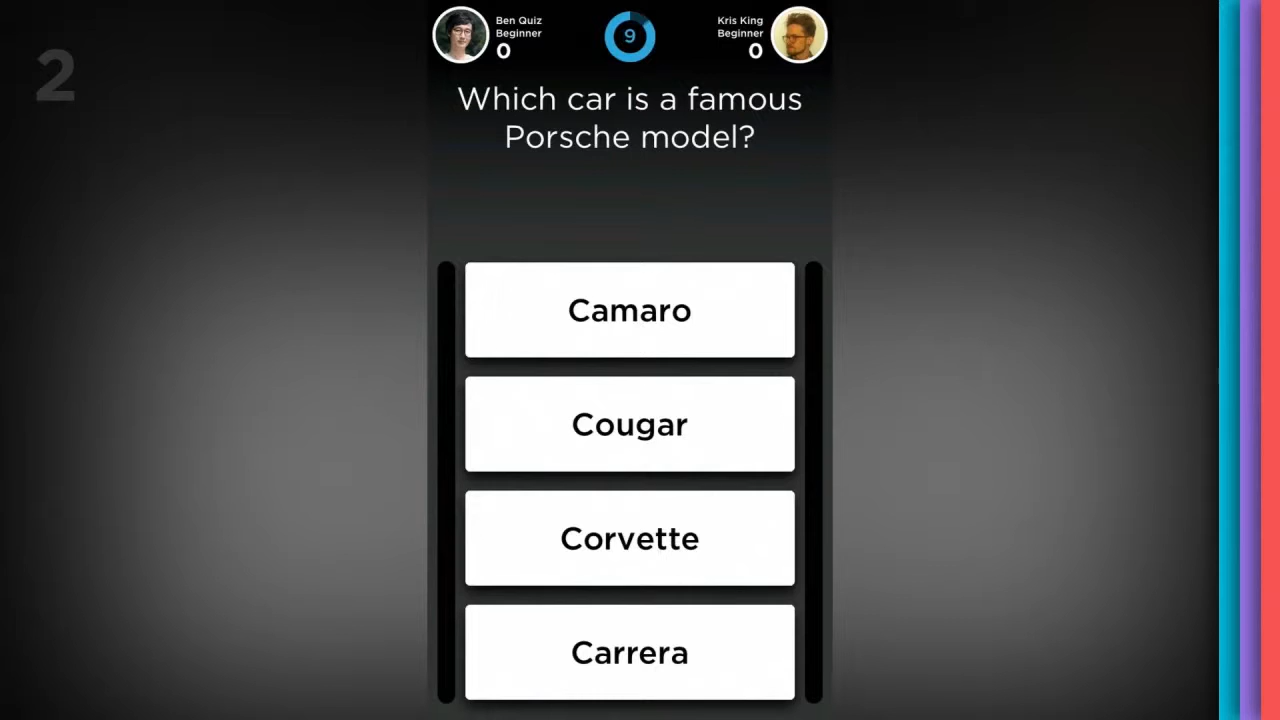 2
Ben Quiz
Beginner
0
9
Kris King
Beginner
0
Which car is a famous
Porsche model?
Camaro
Cougar
Corvette
Carrera